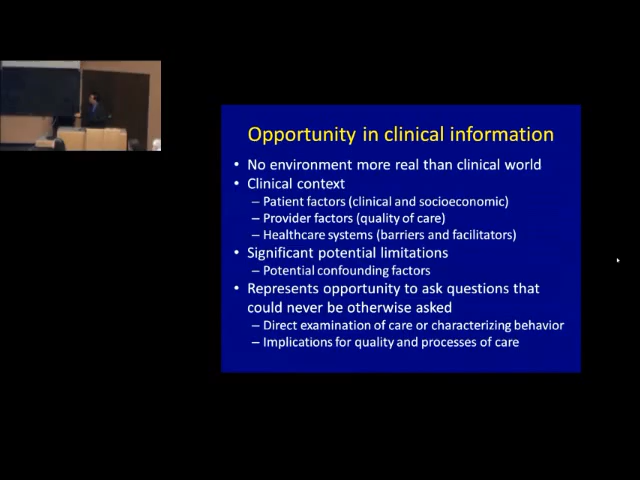 Opportunity in clinical information
• No environment more real than clinical world
• Clinical context
– Patient factors (clinical and socioeconomic)
– Provider factors (quality of care)
– Healthcare systems (barriers and facilitators)
• Significant potential limitations
– Potential confounding factors
• Represents opportunity to ask questions that
could never be otherwise asked
– Direct examination of care or characterizing behavior
– Implications for quality and processes of care